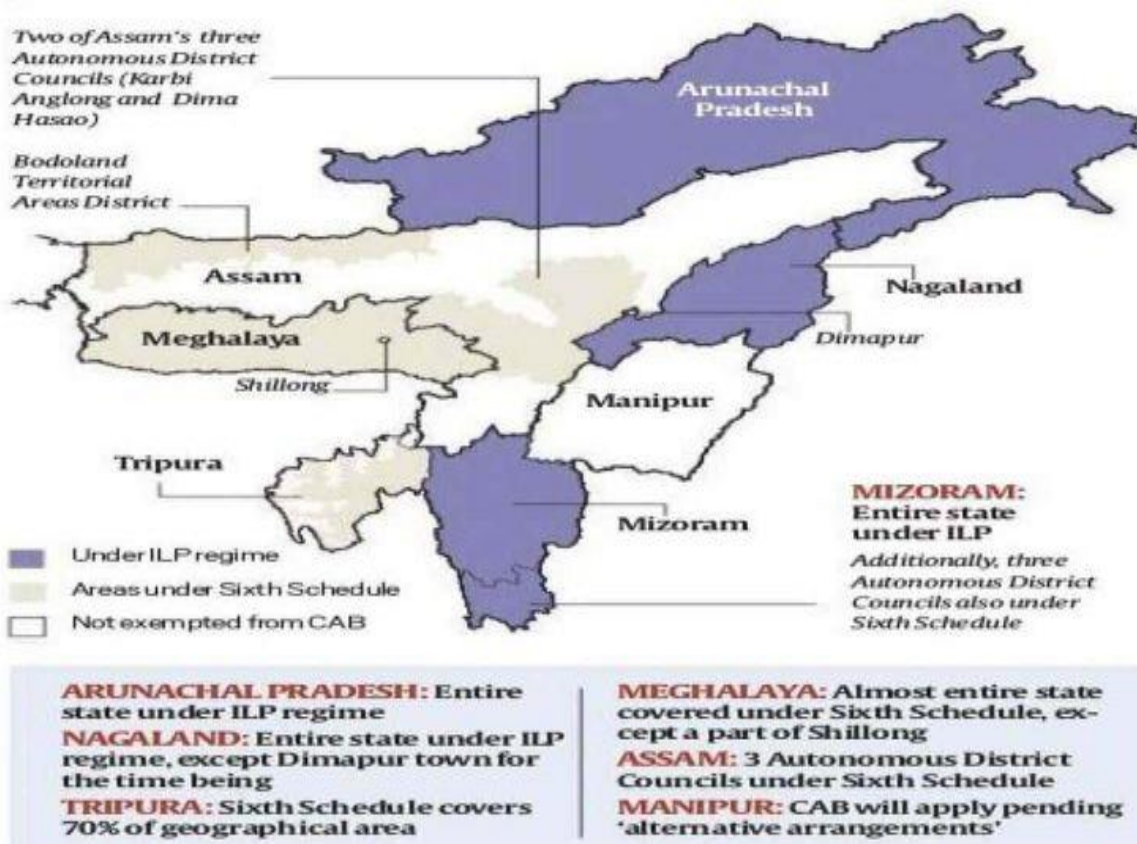 Two of Assam's three
Autonomous District
Councils (Karbi
Anglong and Dima
Hasao)
Bodoland
Territorial
Areas District
Arunachal
Pradesh
Assam
Nagaland
Meghalaya
Dimapur
Shillong
Manipur
Tripura
Mizoram
MIZORAM:
Entire state
under ILP
Additionally, three
Autonomous District
Councils also under
Sixth Schedule
Under ILP regime
Areas under Sixth Schedule
Not exempted from CAB
ARUNACHAL PRADESH: Entire
state under ILP regime
NAGALAND: Entire state under ILP
regime, except Dimapur town for
the time being
TRIPURA: Sixth Schedule covers
70% of geographical area
MEGHALAYA: Almost entire state
covered under Sixth Schedule, ex-
cept a part of Shillong
ASSAM: 3 Autonomous District
Councils under Sixth Schedule
MANIPUR: CAB will apply pending
'alternative arrangements'